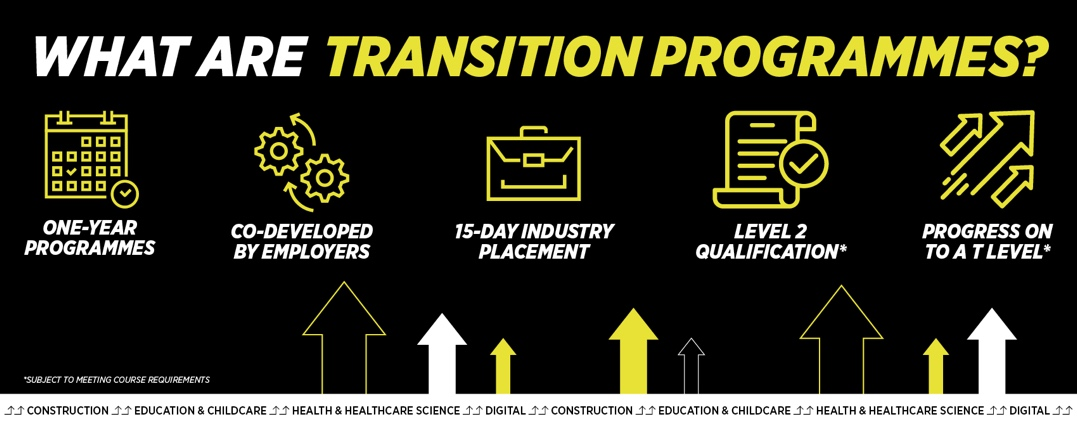 WHAT ARE TRANSITION PROGRAMMES?
ONE-YEAR
PROGRAMMES
CO-DEVELOPED
BY EMPLOYERS
15-DAY INDUSTRY
PLACEMENT
LEVEL 2
QUALIFICATION*
PROGRESS ON
TO A T LEVEL*
*SUBJECT TO MEETING COURSE REQUIREMENTS
CONSTRUCTION EDUCATION & CHILDCARE HEALTH & HEALTHCARE SCIENCE DIGITAL CONSTRUCTION EDUCATION & CHILDCARE HEALTH & HEALTHCARE SCIENCE DIGITAL